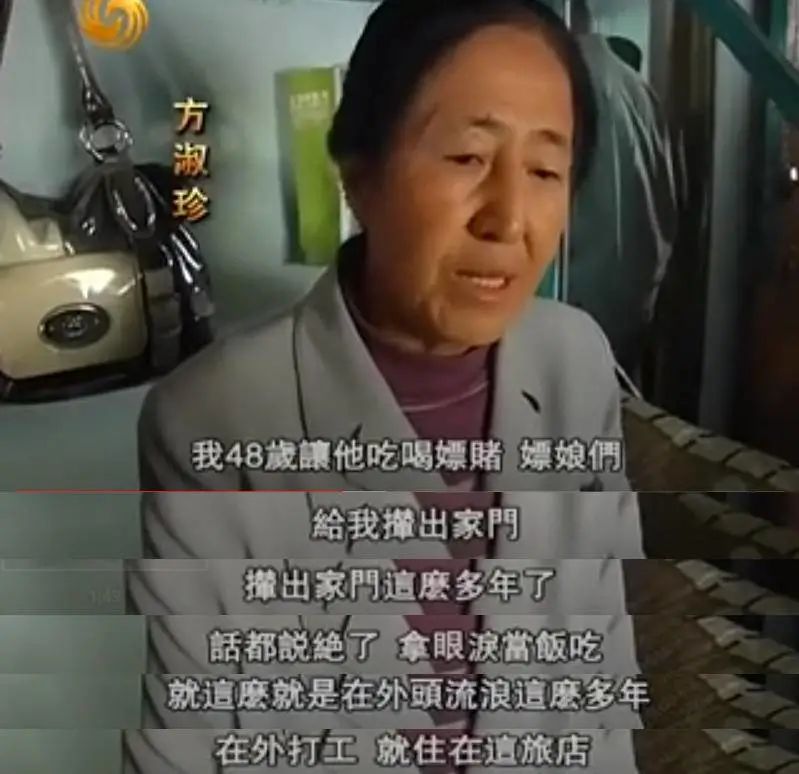 方淑珍
我48歲讓他吃喝嫖賭 嫖娘們
給我攆出家門
攆出家門這麼多年了
1:43
話都説絕了 拿眼淚當飯吃
就這麼就是在外頭流浪這麼多年
在外打工 就住在這旅店